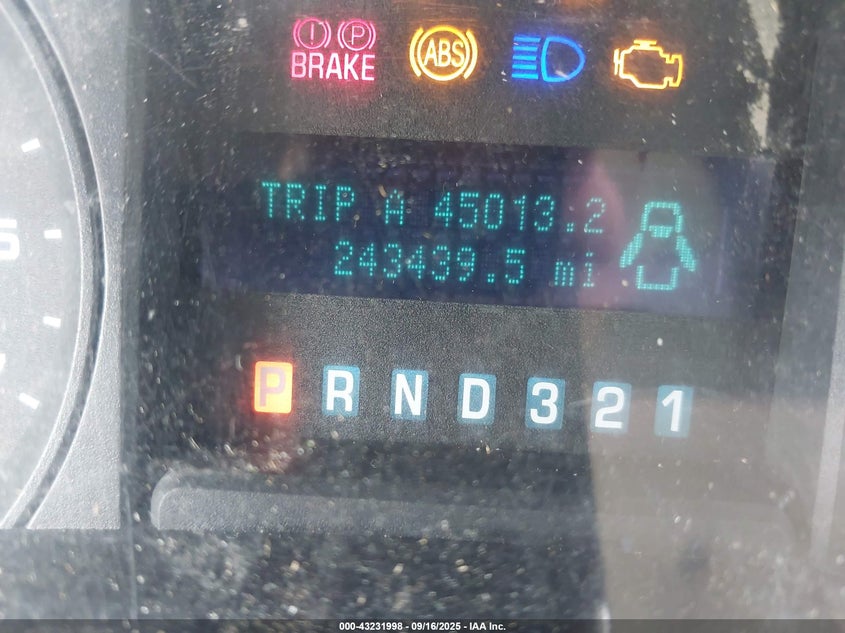 BRAKE ABS
TRIP A 45013.2
243439.5 mi
P R N D 3 2 1
000-43231998 - 09/16/2025 - IAA Inc.